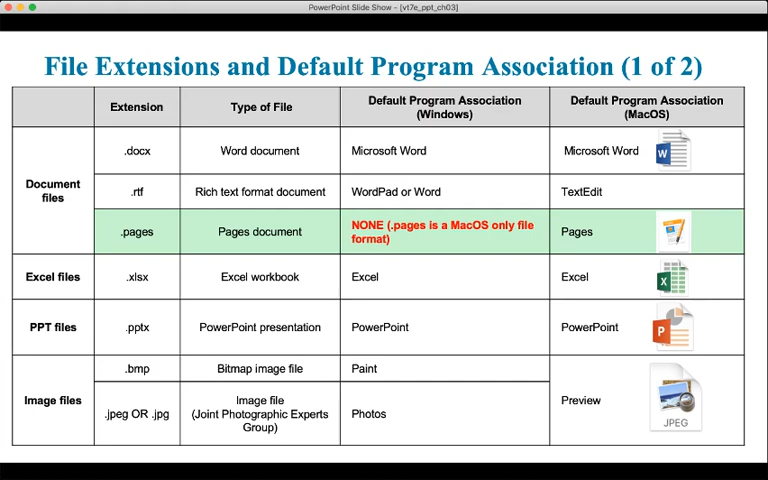 PowerPoint Slide Show - [vt7e_ppt_ch03]
File Extensions and Default Program Association (1 of 2)
Extension
Type of File
Default Program Association (Windows)
Default Program Association (MacOS)
Document files
.docx
Word document
Microsoft Word
Microsoft Word
W
.rtf
Rich text format document
WordPad or Word
TextEdit
.pages
Pages document
NONE (.pages is a MacOS only file format)
Pages
Excel files
.xlsx
Excel workbook
Excel
Excel
X
PPT files
.pptx
PowerPoint presentation
PowerPoint
PowerPoint
P
Image files
.bmp
Bitmap image file
Paint
.jpeg OR .jpg
Image file
(Joint Photographic Experts Group)
Photos
Preview
JPEG